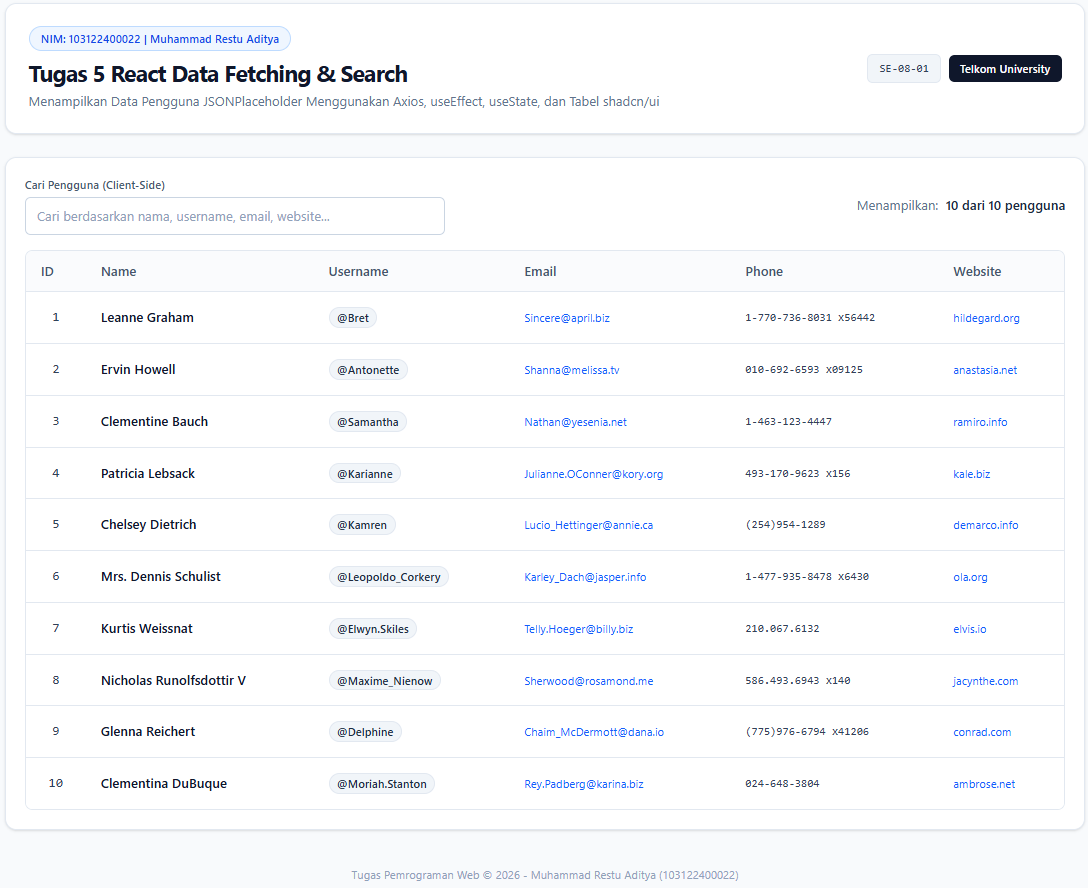 NIM: 103122400022 | Muhammad Restu Aditya
Tugas 5 React Data Fetching & Search
Menampilkan Data Pengguna JSONPlaceholder Menggunakan Axios, useEffect, useState, dan Tabel shadcn/ui
SE-08-01 Telkom University
Cari Pengguna (Client-Side)
Cari berdasarkan nama, username, email, website...
Menampilkan: 10 dari 10 pengguna
ID Name Username Email Phone Website
1 Leanne Graham @Bret Sincere@april.biz 1-770-736-8031 x56442 hildegard.org
2 Ervin Howell @Antonette Shanna@melissa.tv 010-692-6593 x09125 anastasia.net
3 Clementine Bauch @Samantha Nathan@yesenia.net 1-463-123-4447 ramiro.info
4 Patricia Lebsack @Karianne Julianne.OConner@kory.org 493-170-9623 x156 kale.biz
5 Chelsey Dietrich @Kamren Lucio_Hettinger@annie.ca (254)954-1289 demarco.info
6 Mrs. Dennis Schulist @Leopoldo_Corkery Karley_Dach@jasper.info 1-477-935-8478 x6430 ola.org
7 Kurtis Weissnat @Elwyn.Skiles Telly.Hoeger@billy.biz 210.067.6132 elvis.io
8 Nicholas Runolfsdottir V @Maxime_Nienow Sherwood@rosamond.me 586.493.6943 x140 jacynthe.com
9 Glenna Reichert @Delphine Chaim_McDermott@dana.io (775)976-6794 x41206 conrad.com
10 Clementina DuBuque @Moriah.Stanton Rey.Padberg@karina.biz 024-648-3804 ambrose.net
Tugas Pemrograman Web © 2026 - Muhammad Restu Aditya (103122400022)